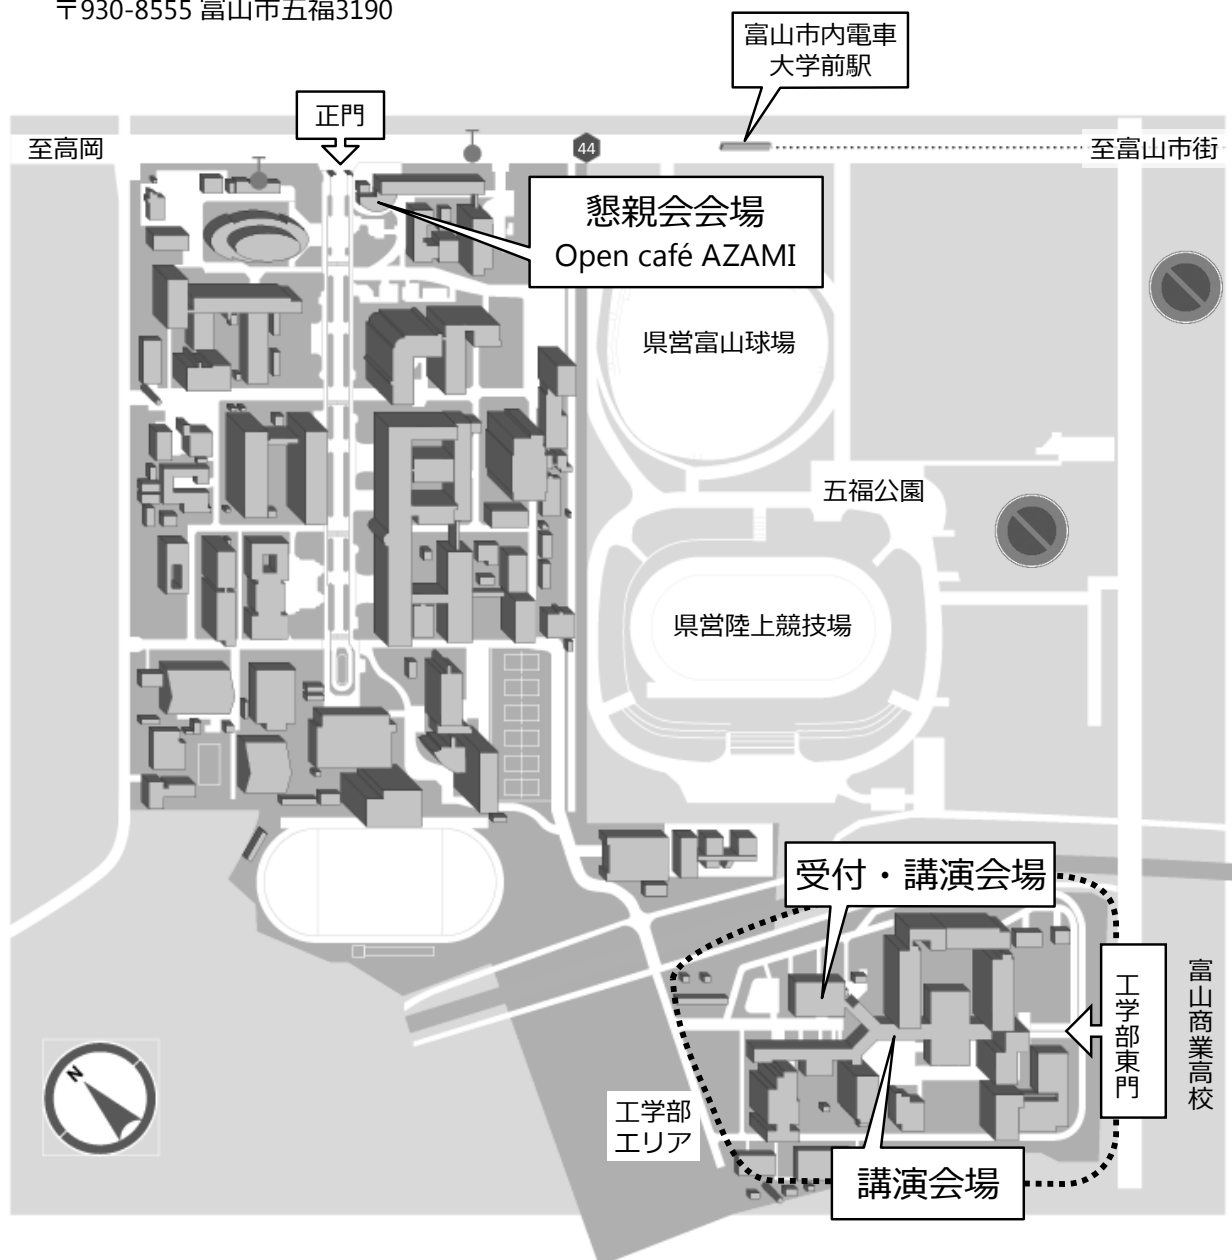 〒930-8555 富山市五福3190
富山市内電車
大学前駅
正門
至高岡
44
至富山市街
懇親会会場
Open café AZAMI
県営富山球場
五福公園
県営陸上競技場
受付・講演会場
工学部東門
富山商業高校
N
工学部
エリア
講演会場